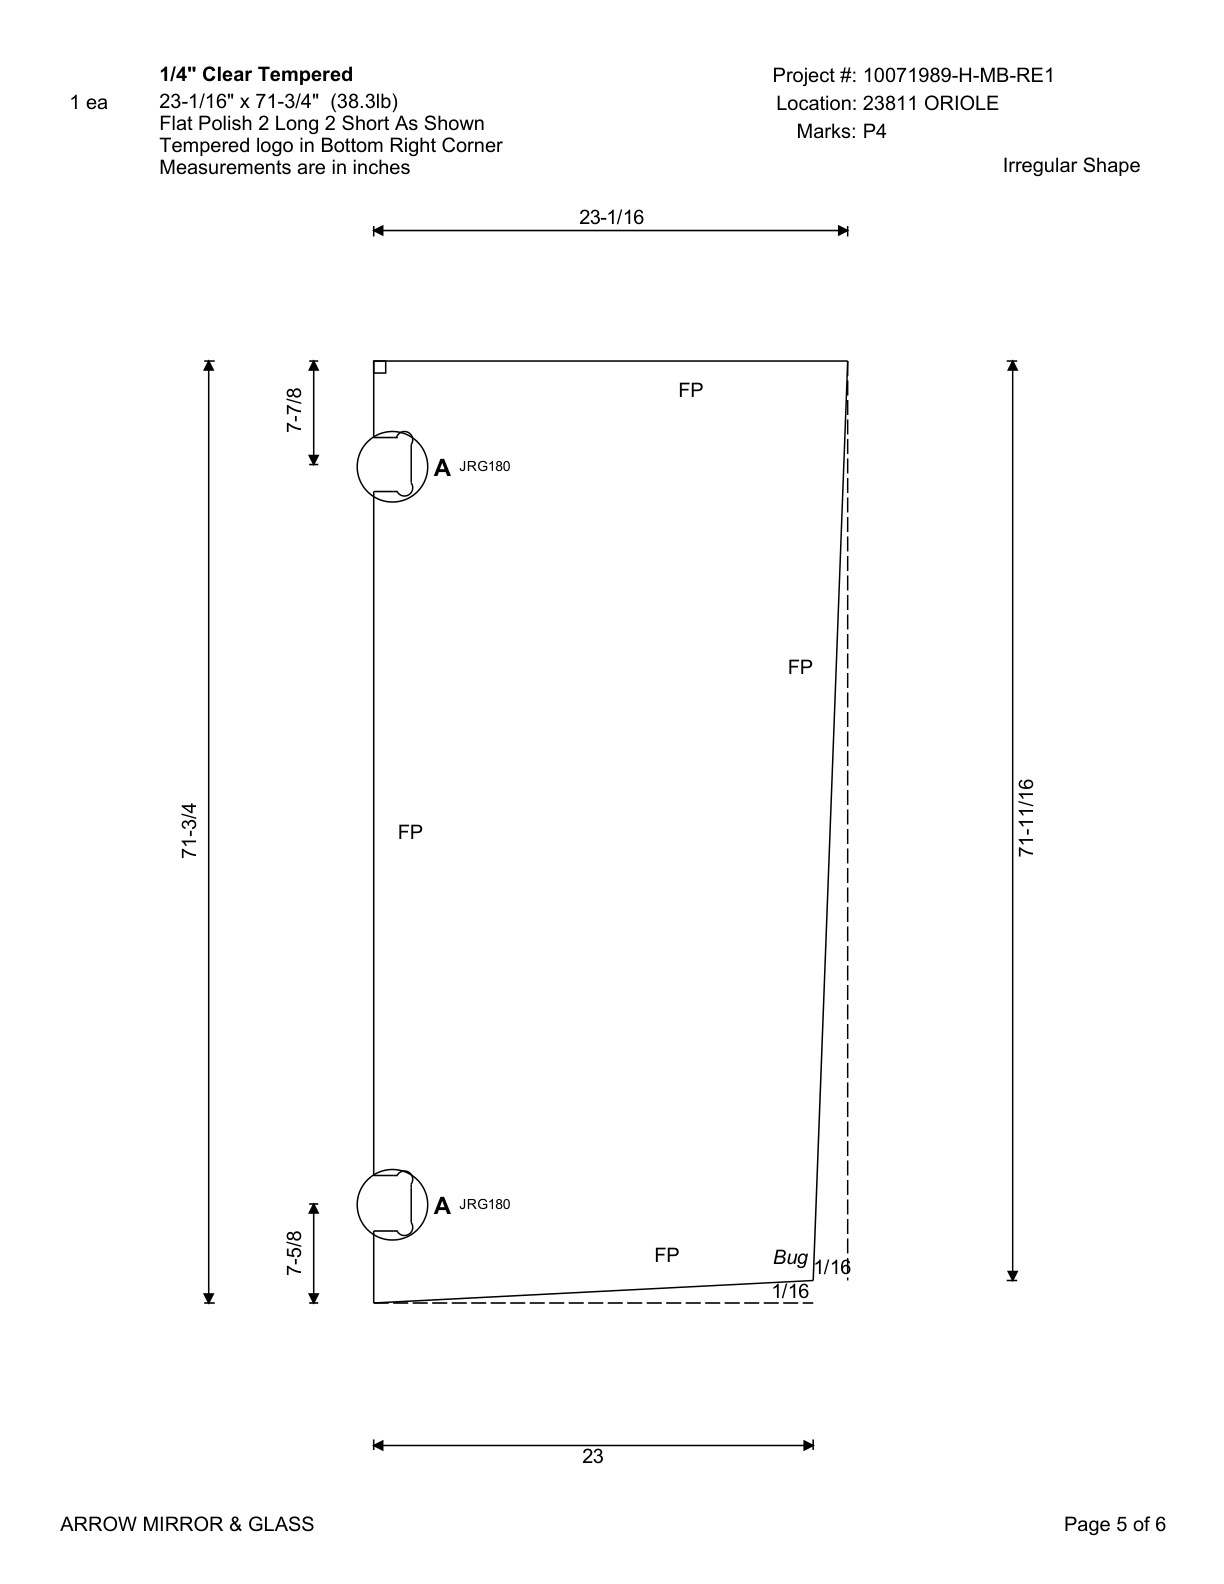 1/4" Clear Tempered
Project #: 10071989-H-MB-RE1
1 ea
23-1/16" x 71-3/4" (38.3lb)
Location: 23811 ORIOLE
Flat Polish 2 Long 2 Short As Shown
Marks: P4
Tempered logo in Bottom Right Corner
Measurements are in inches
Irregular Shape
23-1/16
7-7/8
FP
A JRG180
FP
71-3/4
FP
71-11/16
A JRG180
7-5/8
FP
Bug
1/16
1/16
23
ARROW MIRROR & GLASS
Page 5 of 6